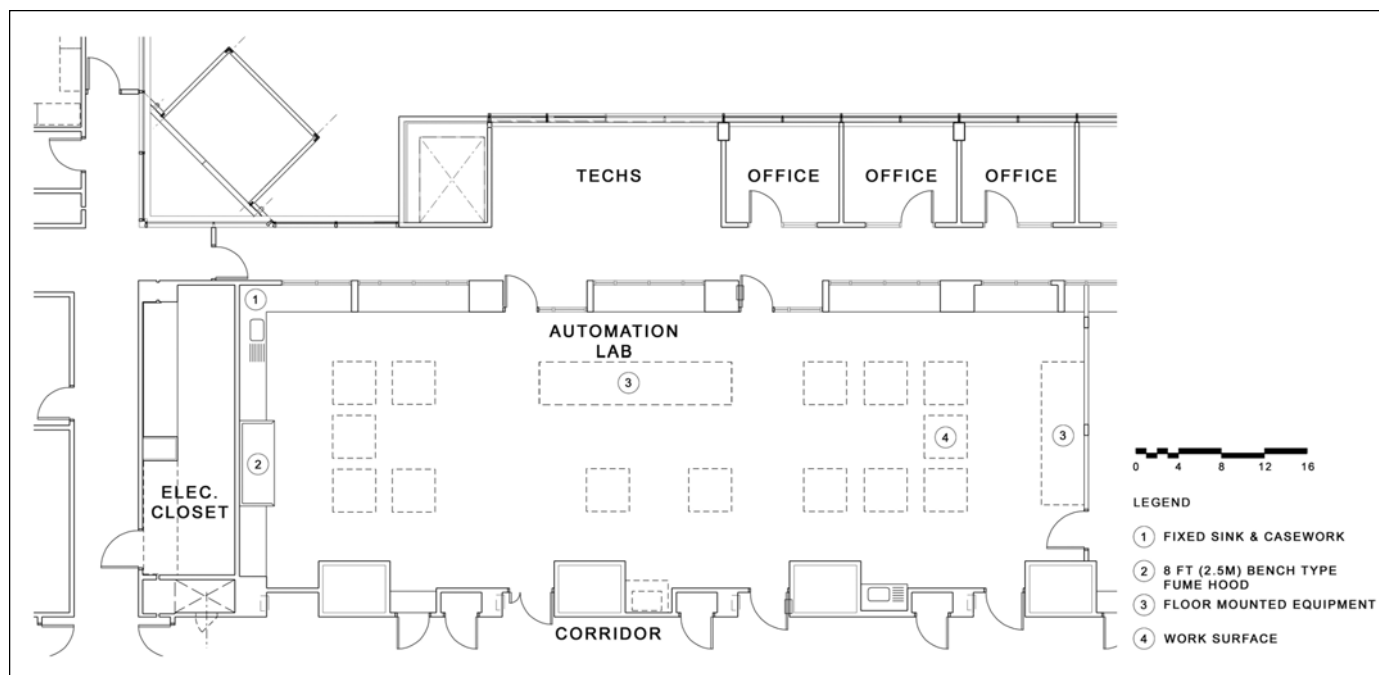 TECHS
OFFICE
OFFICE
OFFICE
1
AUTOMATION
LAB
3
4
3
2
ELEC.
CLOSET
CORRIDOR
0 4 8 12 16
LEGEND
1 FIXED SINK & CASEWORK
2 8 FT (2.5M) BENCH TYPE
FUME HOOD
3 FLOOR MOUNTED EQUIPMENT
4 WORK SURFACE